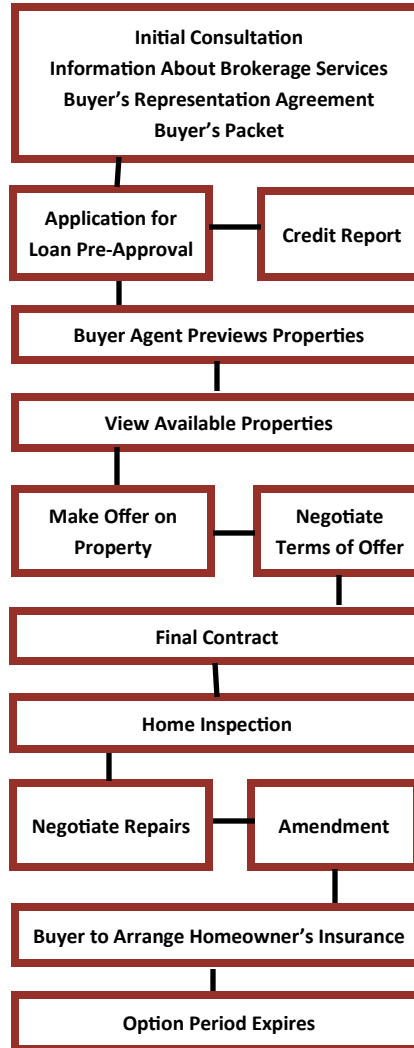 Initial Consultation
Information About Brokerage Services
Buyer’s Representation Agreement
Buyer’s Packet
Application for
Loan Pre-Approval
Credit Report
Buyer Agent Previews Properties
View Available Properties
Make Offer on
Property
Negotiate
Terms of Offer
Final Contract
Home Inspection
Negotiate Repairs
Amendment
Buyer to Arrange Homeowner’s Insurance
Option Period Expires